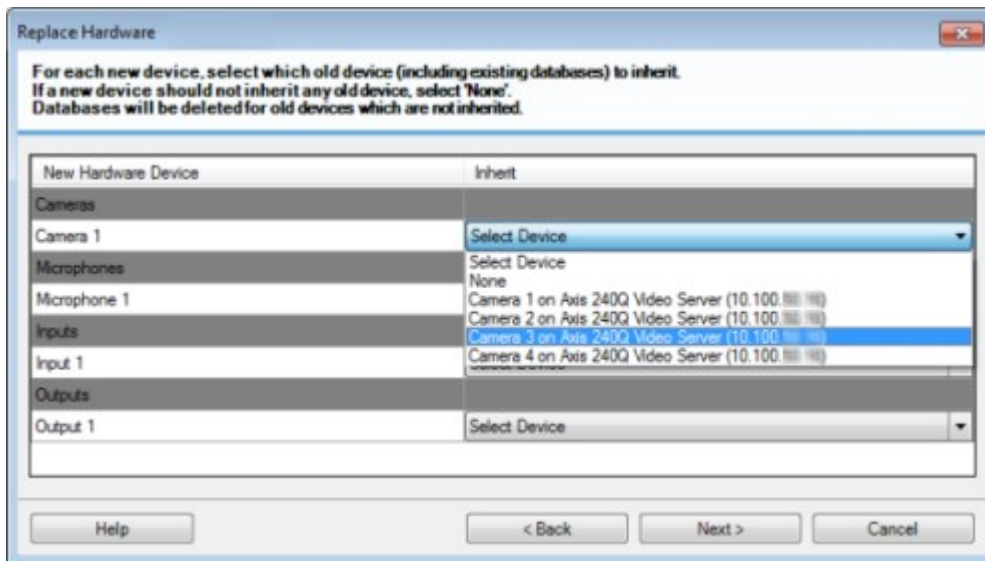 Replace Hardware
For each new device, select which old device (including existing databases) to inherit.
If a new device should not inherit any old device, select 'None'.
Databases will be deleted for old devices which are not inherited.
New Hardware Device Inherit
Cameras
Camera 1 Select Device
Select Device
None
Microphones
Microphone 1
Camera 1 on Axis 240Q Video Server (10.100.
Camera 2 on Axis 240Q Video Server (10.100.
Inputs
Camera 3 on Axis 240Q Video Server (10.100.
Input 1
Camera 4 on Axis 240Q Video Server (10.100.
Outputs
Output 1 Select Device
Help < Back Next > Cancel